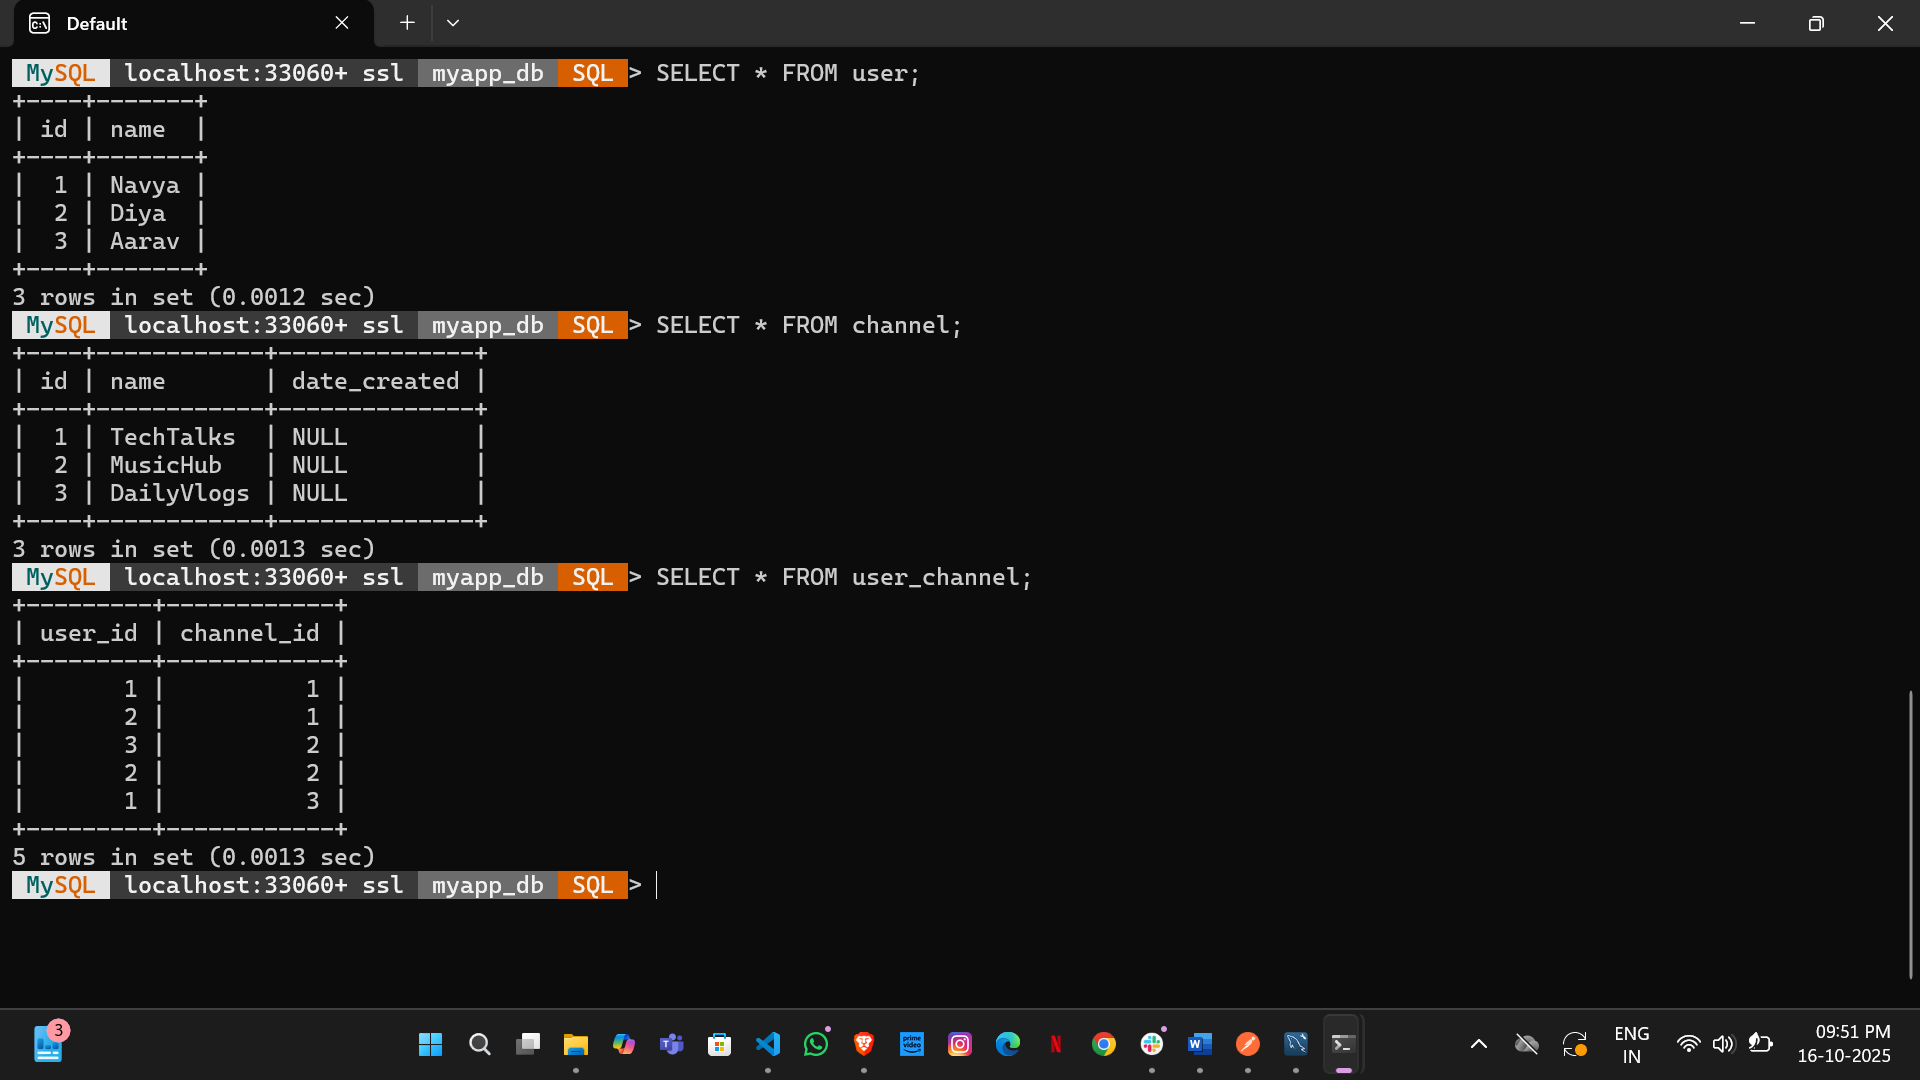 Default
MySQL localhost:33060+ ssl myapp_db SQL > SELECT * FROM user;
+----+-------+
| id | name  |
+----+-------+
|  1 | Navya |
|  2 | Diya  |
|  3 | Aarav |
+----+-------+
3 rows in set (0.0012 sec)
MySQL localhost:33060+ ssl myapp_db SQL > SELECT * FROM channel;
+----+------------+--------------+
| id | name       | date_created |
+----+------------+--------------+
|  1 | TechTalks  | NULL         |
|  2 | MusicHub   | NULL         |
|  3 | DailyVlogs | NULL         |
+----+------------+--------------+
3 rows in set (0.0013 sec)
MySQL localhost:33060+ ssl myapp_db SQL > SELECT * FROM user_channel;
+---------+------------+
| user_id | channel_id |
+---------+------------+
|       1 |          1 |
|       2 |          1 |
|       3 |          2 |
|       2 |          2 |
|       1 |          3 |
+---------+------------+
5 rows in set (0.0013 sec)
MySQL localhost:33060+ ssl myapp_db SQL >
3
prime video
ENG
IN
09:51 PM
16-10-2025